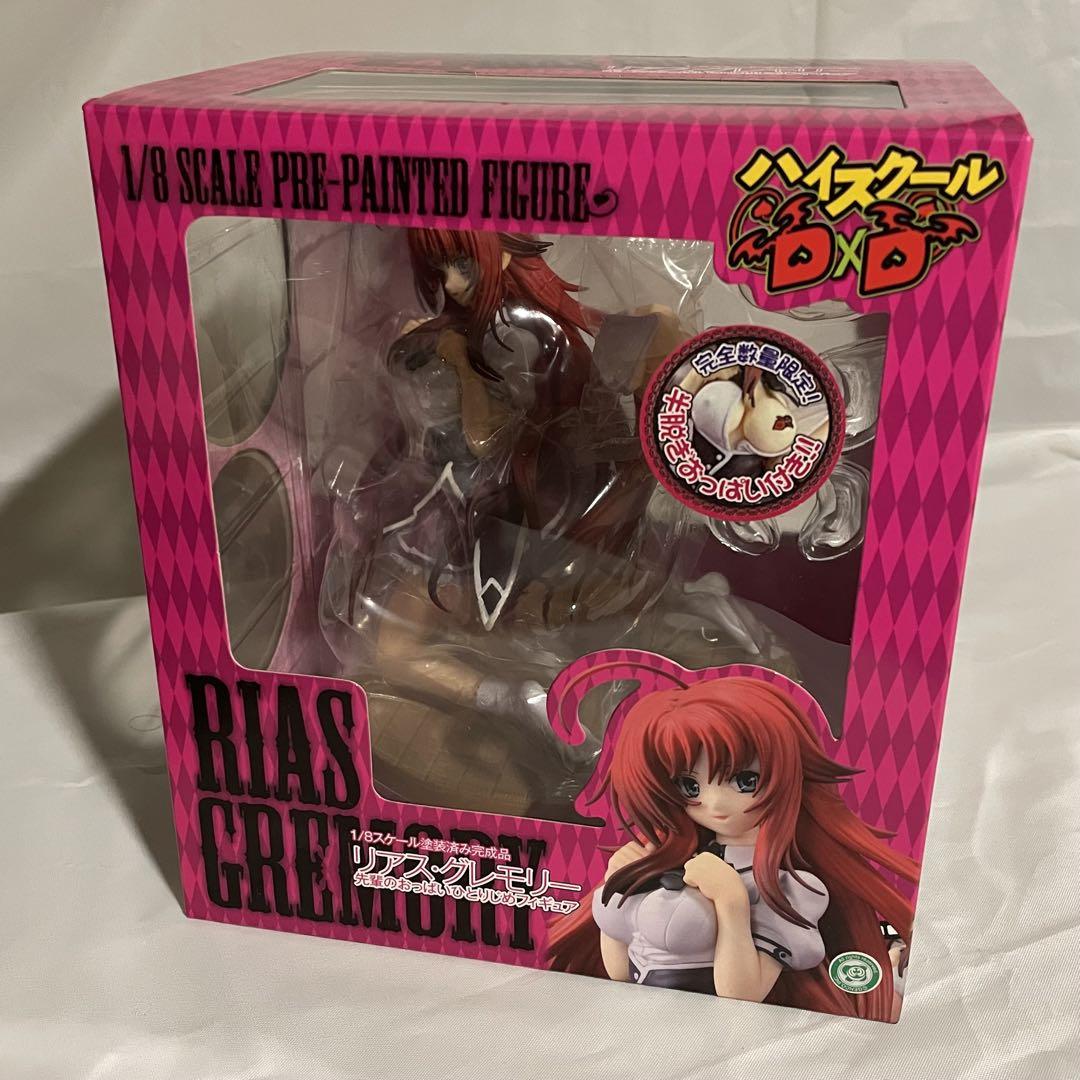 1/8 SCALE PRE-PAINTED FIGURE
ハイスクール
D×D
完全数量限定!
半脱ぎおっぱい付き!!
RIAS
GREMORY
1/8スケール塗装済み完成品
リアス・グレモリー
先輩のおっぱいひとりじめフィギュア
All rights reserved